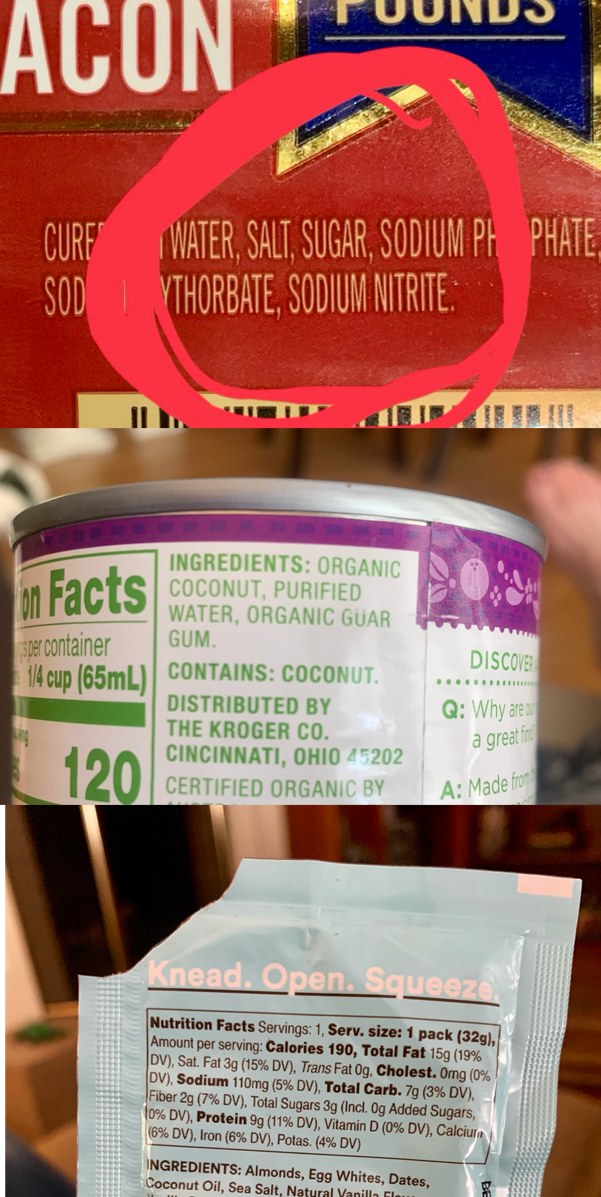 ACON
POUNDS
WATER, SALT, SUGAR, SODIUM
SODIUM NITRITE.
on Facts
per container
1/4 cup (65mL)
120
INGREDIENTS: ORGANIC
COCONUT, PURIFIED
WATER, ORGANIC GUAR
GUM.
CONTAINS: COCONUT.
DISTRIBUTED BY
THE KROGER CO.
CINCINNATI, OHIO 45202
CERTIFIED ORGANIC BY
DISCOVER
Q: Why are our
a great find
A: Made from
Knead. Open. Squeeze.
Nutrition Facts Servings: 1, Serv. size: 1 pack (32g),
Amount per serving: Calories 190, Total Fat 15g (19%
DV), Sat. Fat 3g (15% DV), Trans Fat 0g, Cholest. 0mg (0%
DV), Sodium 110mg (5% DV), Total Carb. 7g (3% DV),
Fiber 2g (7% DV), Total Sugars 3g (Incl. 0g Added Sugars,
0% DV), Protein 9g (11% DV), Vitamin D (0% DV), Calcium
(6% DV), Iron (6% DV), Potas. (4% DV)
INGREDIENTS: Almonds, Egg Whites, Dates,
Coconut Oil, Sea Salt, Natural Vanilla